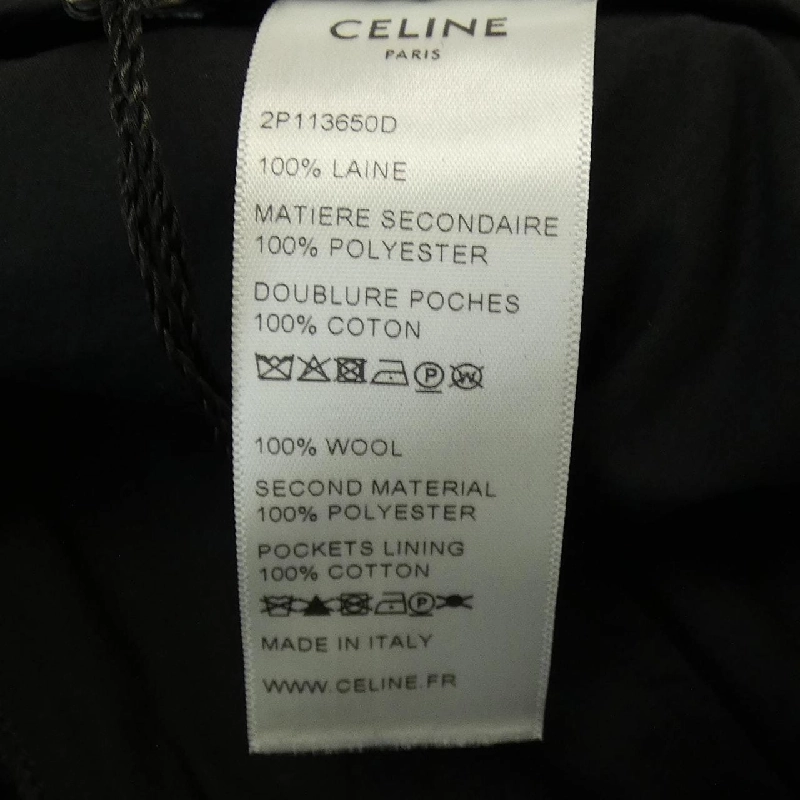 CELINE
PARIS
2P113650D
100% LAINE
MATIERE SECONDAIRE
100% POLYESTER
DOUBLURE POCHES
100% COTON
P W
100% WOOL
SECOND MATERIAL
100% POLYESTER
POCKETS LINING
100% COTTON
P
MADE IN ITALY
WWW.CELINE.FR